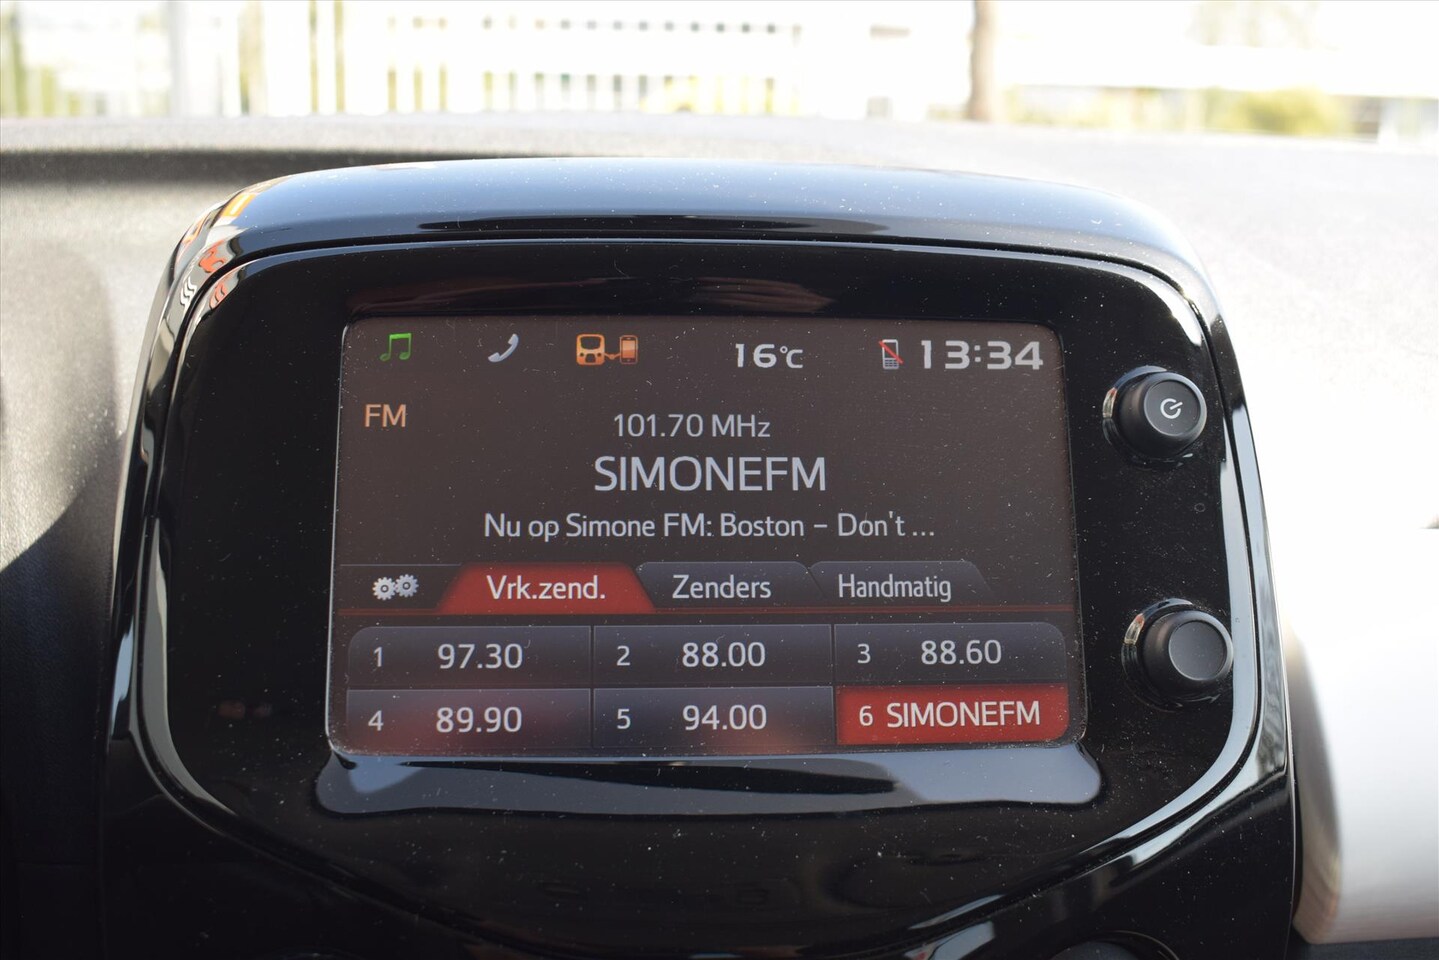 16°C 13:34
FM
101.70 MHz
SIMONEFM
Nu op Simone FM: Boston – Don't ...
Vrk.zend. Zenders Handmatig
1 97.30 2 88.00 3 88.60
4 89.90 5 94.00 6 SIMONEFM